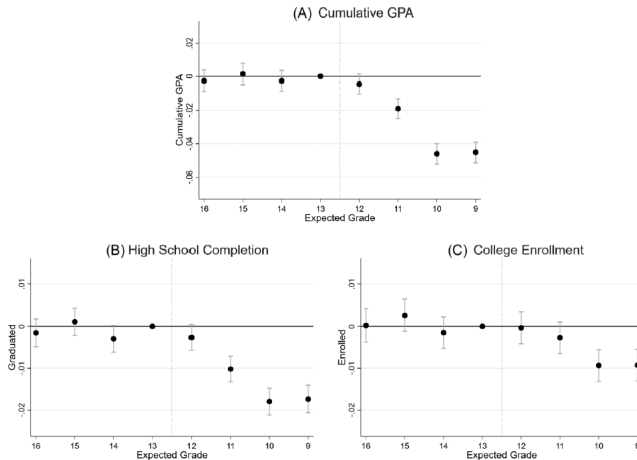 (A) Cumulative GPA
.02
0
-.02
-.04
-.06
Cumulative GPA
16 15 14 13 12 11 10 9
Expected Grade
(B) High School Completion
.01
0
-.01
-.02
Graduated
16 15 14 13 12 11 10 9
Expected Grade
(C) College Enrollment
.01
0
-.01
-.02
Enrolled
16 15 14 13 12 11 10 9
Expected Grade